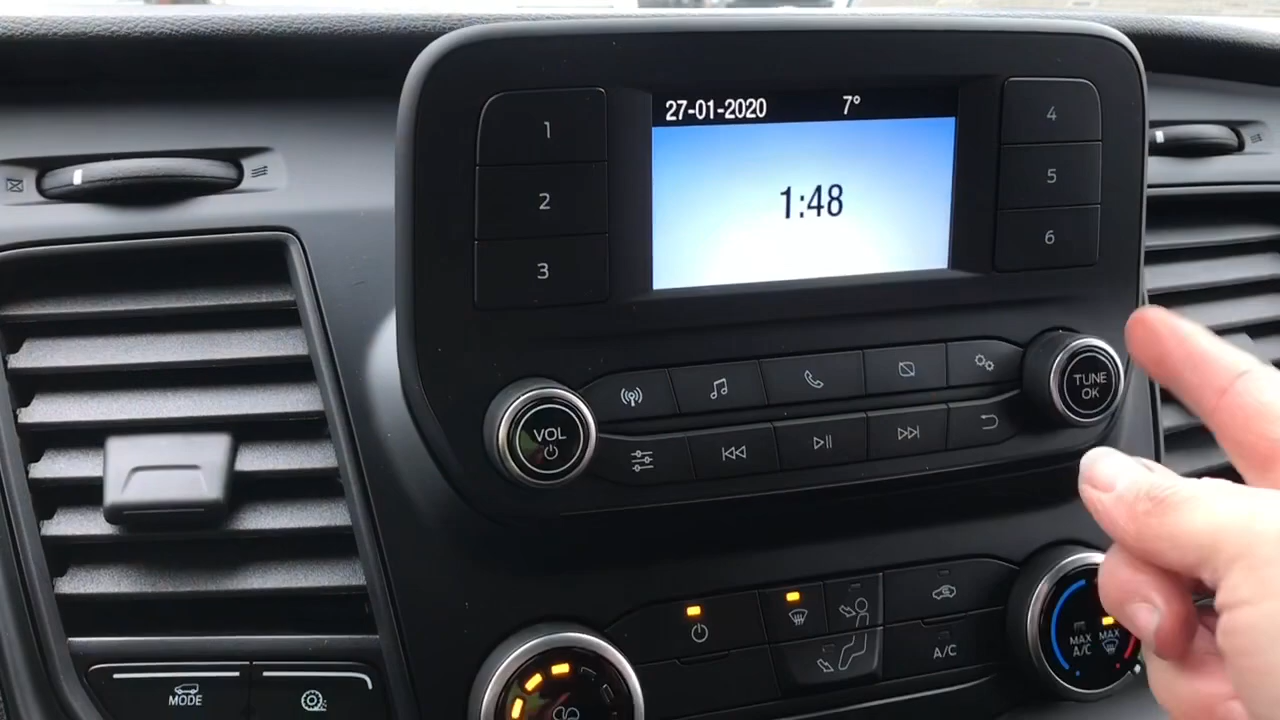 27-01-2020 7°
1:48
1
2
3
4
5
6
VOL
TUNE
OK
MODE
A/C
MAX
A/C
MAX